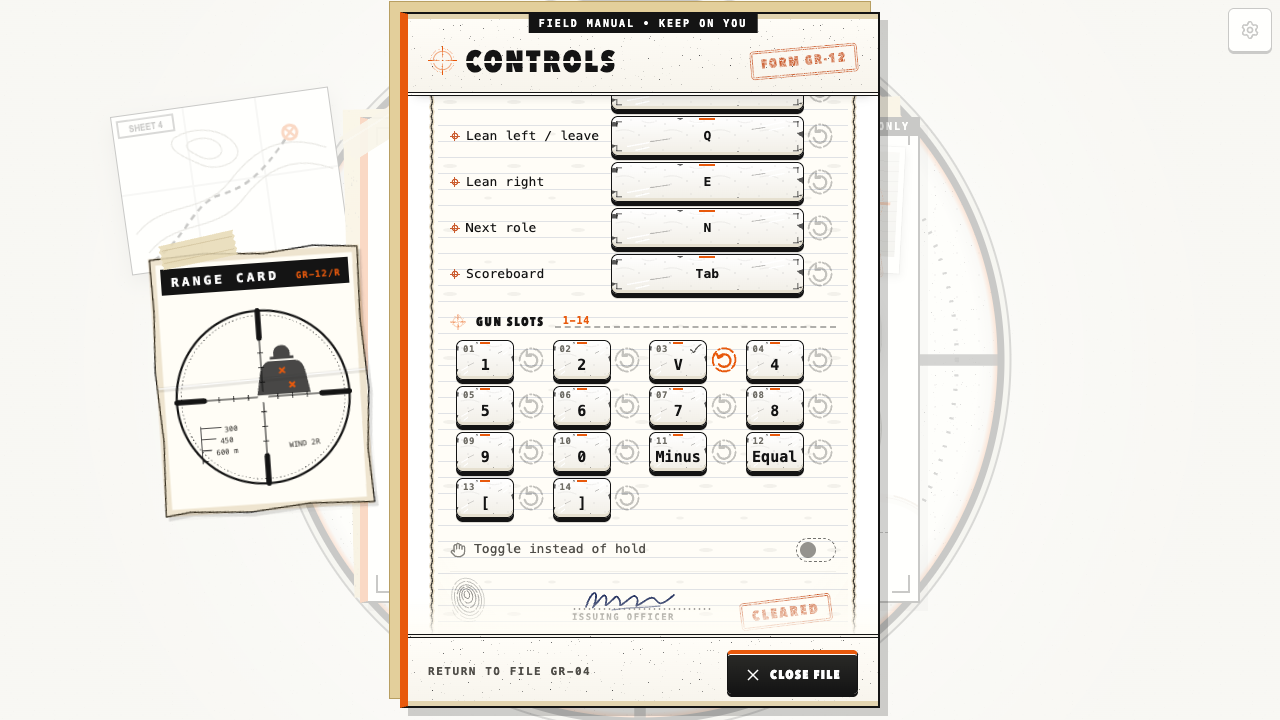 FIELD MANUAL • KEEP ON YOU
CONTROLS
FORM GR-12
SHEET 4
ONLY
Lean left / leave
Q
Lean right
E
Next role
N
Scoreboard
Tab
RANGE CARD
GR-12/R
300
450
600 m
WIND 2R
GUN SLOTS
1-14
01
1
02
2
03
V
04
4
05
5
06
6
07
7
08
8
09
9
10
0
11
Minus
12
Equal
13
[
14
]
Toggle instead of hold
ISSUING OFFICER
CLEARED
RETURN TO FILE GR-04
CLOSE FILE